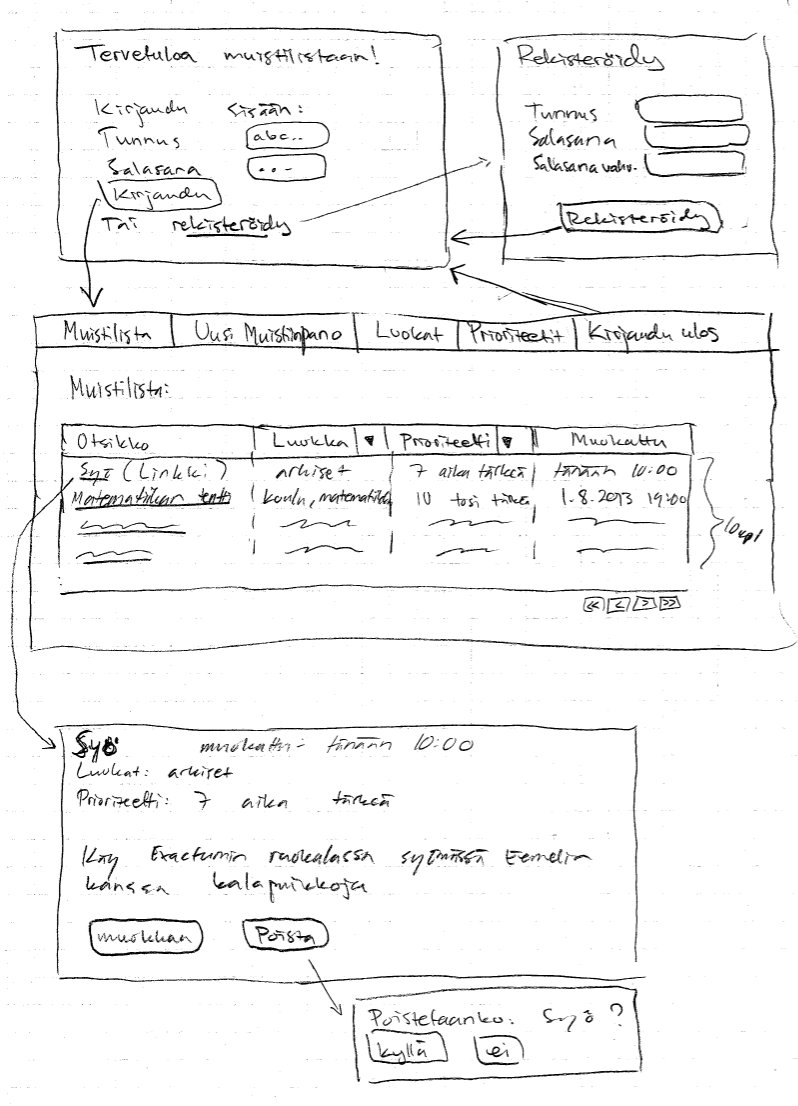 Tervetuloa muistilistaan!
Kirjaudu sisään:
Tunnus abc..
Salasana ...
Kirjaudu
Tai rekisteröidy
Rekisteröidy
Tunnus
Salasana
Salasana vahv.
Rekisteröidy
Muistilista Uusi Muistiinpano Luokat Prioriteetit Kirjaudu ulos
Muistilista:
Otsikko Luokka ▼ Prioriteetti ▼ Muokattu
Syö (Linkki) arkiset 7 aika tärkeä tänään 10:00
Matematiikan tentti koulu, matematiikka 10 tosi tärkeä 1.8.2013 19:00
10kpl
<< < > >>
Syö muokattu - tänään 10:00
Luokat: arkiset
Prioriteetti: 7 aika tärkeä
Käy Exactumin ruokalassa syömässä Eemelin
kanssa kalapuikkoja
muokkaa Poista
Poistetaanko: Syö?
kyllä ei